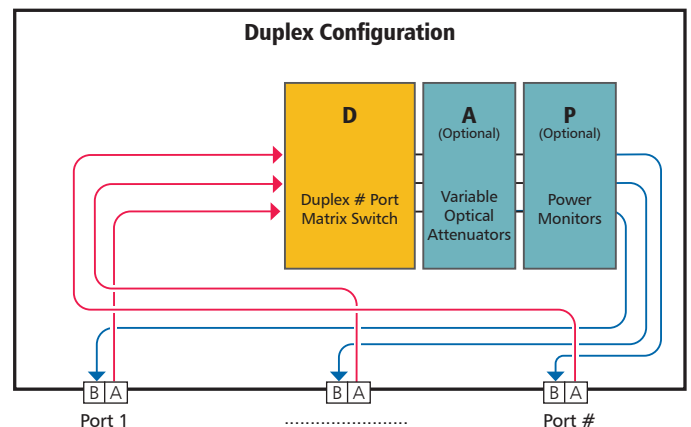 Duplex Configuration
D
Duplex # Port
Matrix Switch
A
(Optional)
Variable
Optical
Attenuators
P
(Optional)
Power
Monitors
B A
B A
B A
Port 1
........................
Port #